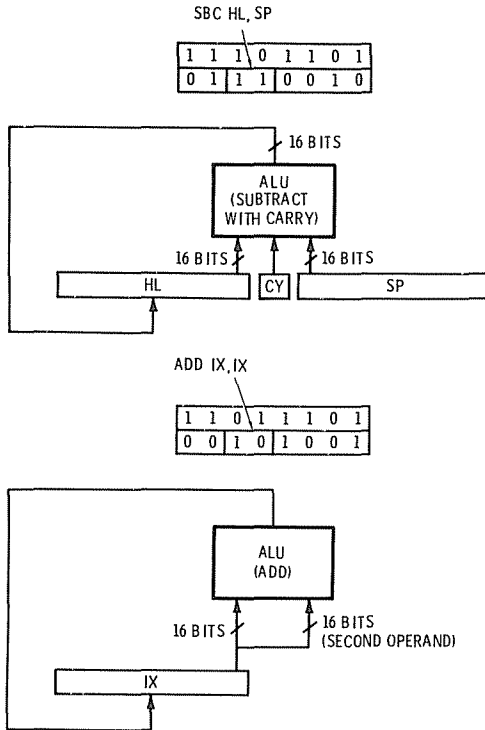 SBC HL, SP
1 1 1 0 1 1 0 1
0 1 1 1 0 0 1 0
16 BITS
ALU
(SUBTRACT
WITH CARRY)
16 BITS
16 BITS
HL
CY
SP
ADD IX, IX
1 1 0 1 1 1 0 1
0 0 1 0 1 0 0 1
ALU
(ADD)
16 BITS
16 BITS
(SECOND OPERAND)
IX